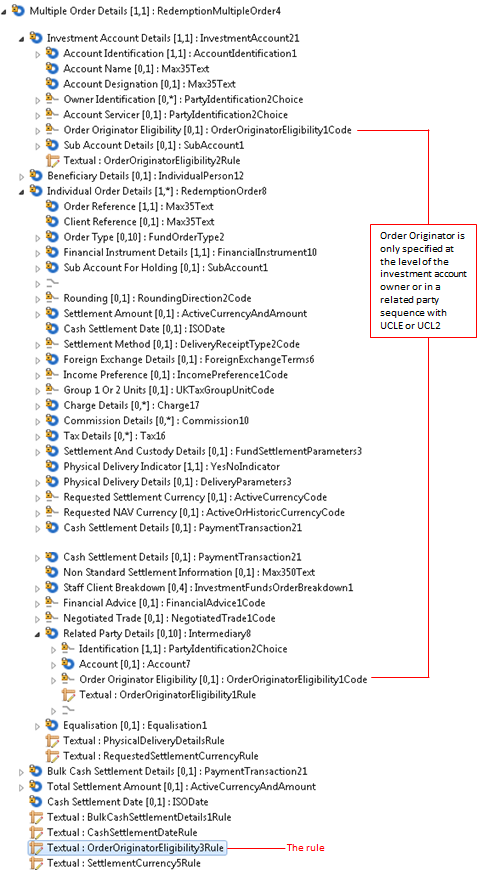 Multiple Order Details [1,1] : RedemptionMultipleOrder4
Investment Account Details [1,1] : InvestmentAccount21
Account Identification [1,1] : AccountIdentification1
Account Name [0,1] : Max35Text
Account Designation [0,1] : Max35Text
Owner Identification [0,*] : PartyIdentification2Choice
Account Servicer [0,1] : PartyIdentification2Choice
Order Originator Eligibility [0,1] : OrderOriginatorEligibility1Code
Sub Account Details [0,1] : SubAccount1
Textual : OrderOriginatorEligibility2Rule
Beneficiary Details [0,1] : IndividualPerson12
Individual Order Details [1,*] : RedemptionOrder8
Order Reference [1,1] : Max35Text
Client Reference [0,1] : Max35Text
Order Type [0,10] : FundOrderType2
Financial Instrument Details [1,1] : FinancialInstrument10
Sub Account For Holding [0,1] : SubAccount1
Rounding [0,1] : RoundingDirection2Code
Settlement Amount [0,1] : ActiveCurrencyAndAmount
Cash Settlement Date [0,1] : ISODate
Settlement Method [0,1] : DeliveryReceiptType2Code
Foreign Exchange Details [0,1] : ForeignExchangeTerms6
Income Preference [0,1] : IncomePreference1Code
Group 1 Or 2 Units [0,1] : UKTaxGroupUnitCode
Charge Details [0,*] : Charge17
Commission Details [0,*] : Commission10
Tax Details [0,*] : Tax16
Settlement And Custody Details [0,1] : FundSettlementParameters3
Physical Delivery Indicator [1,1] : YesNoIndicator
Physical Delivery Details [0,1] : DeliveryParameters3
Requested Settlement Currency [0,1] : ActiveCurrencyCode
Requested NAV Currency [0,1] : ActiveOrHistoricCurrencyCode
Cash Settlement Details [0,1] : PaymentTransaction21
Cash Settlement Details [0,1] : PaymentTransaction21
Non Standard Settlement Information [0,1] : Max350Text
Staff Client Breakdown [0,4] : InvestmentFundsOrderBreakdown1
Financial Advice [0,1] : FinancialAdvice1Code
Negotiated Trade [0,1] : NegotiatedTrade1Code
Related Party Details [0,10] : Intermediary8
Identification [1,1] : PartyIdentification2Choice
Account [0,1] : Account7
Order Originator Eligibility [0,1] : OrderOriginatorEligibility1Code
Textual : OrderOriginatorEligibility1Rule
Equalisation [0,1] : Equalisation1
Textual : PhysicalDeliveryDetailsRule
Textual : RequestedSettlementCurrencyRule
Bulk Cash Settlement Details [0,1] : PaymentTransaction21
Total Settlement Amount [0,1] : ActiveCurrencyAndAmount
Cash Settlement Date [0,1] : ISODate
Textual : BulkCashSettlementDetails1Rule
Textual : CashSettlementDateRule
Textual : OrderOriginatorEligibility3Rule
Textual : SettlementCurrency5Rule
Order Originator is
only specified at
the level of the
investment account
owner or in a
related party
sequence with
UCLE or UCL2
The rule